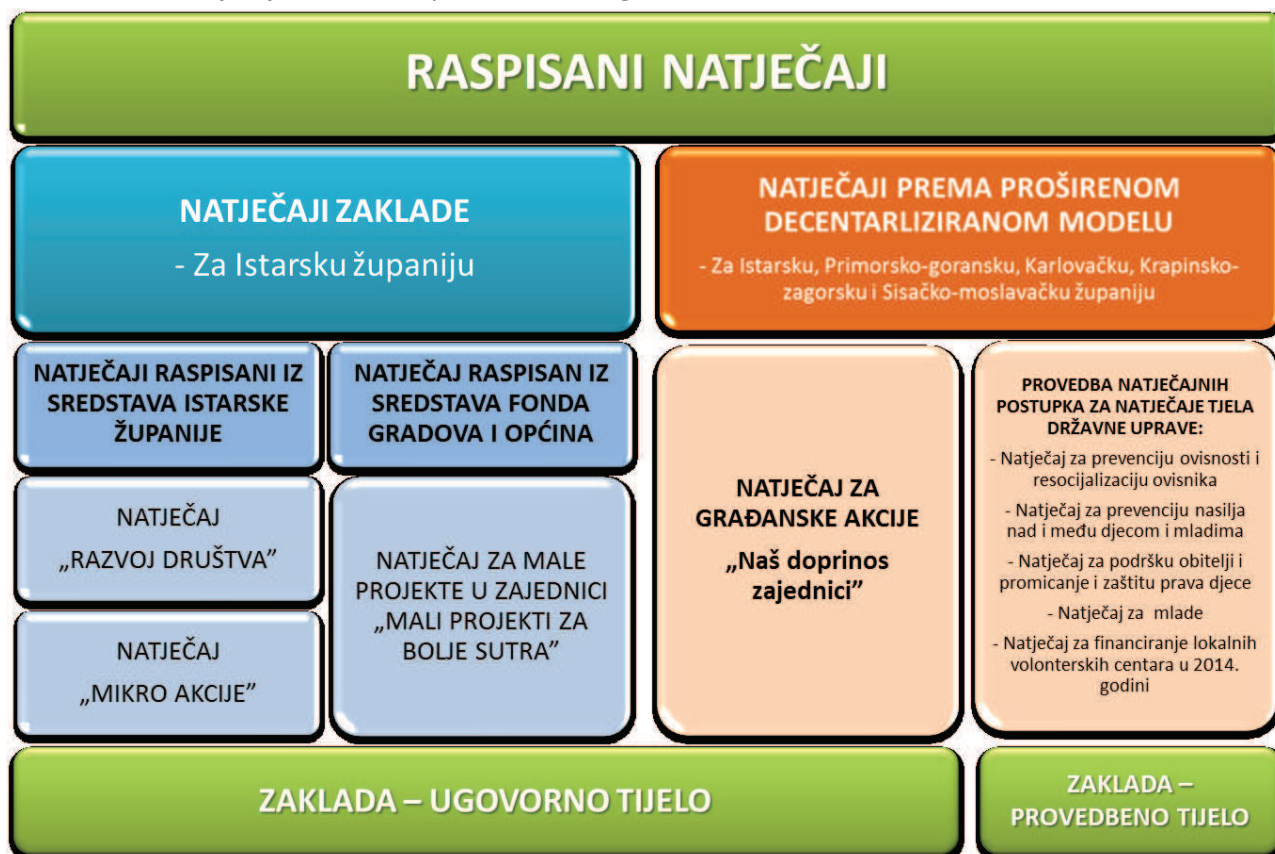 RASPISANI NATJEČAJI
NATJEČAJI ZAKLADE
- Za Istarsku županiju
NATJEČAJI PREMA PROŠIRENOM
DECENTARLIZIRANOM MODELU
- Za Istarsku, Primorsko-goransku, Karlovačku, Krapinsko-
zagorsku i Sisačko-moslavačku županiju
NATJEČAJI RASPISANI IZ
SREDSTAVA ISTARSKE
ŽUPANIJE
NATJEČAJ
„RAZVOJ DRUŠTVA”
NATJEČAJ
„MIKRO AKCIJE”
NATJEČAJ RASPISAN IZ
SREDSTAVA FONDA
GRADOVA I OPĆINA
NATJEČAJ ZA MALE
PROJEKTE U ZAJEDNICI
„MALI PROJEKTI ZA
BOLJE SUTRA”
NATJEČAJ ZA
GRAĐANSKE AKCIJE
„Naš doprinos
zajednici”
PROVEDBA NATJEČAJNIH
POSTUPKA ZA NATJEČAJE TJELA
DRŽAVNE UPRAVE:
- Natječaj za prevenciju ovisnosti i
resocijalizaciju ovisnika
- Natječaj za prevenciju nasilja
nad i među djecom i mladima
- Natječaj za podršku obitelji i
promicanje i zaštitu prava djece
- Natječaj za mlade
- Natječaj za financiranje lokalnih
volonterskih centara u 2014.
godini
ZAKLADA – UGOVORNO TIJELO
ZAKLADA –
PROVEDBENO TIJELO